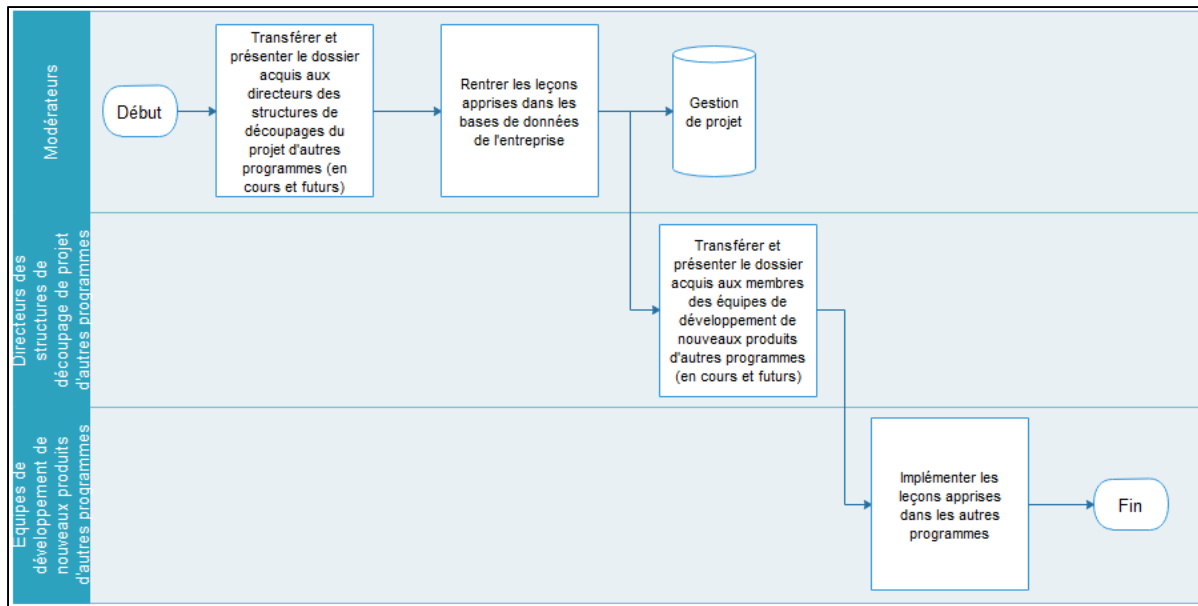 Modérateurs
Début
Transférer et
présenter le dossier
acquis aux
directeurs des
structures de
découpages du
projet d'autres
programmes (en
cours et futurs)
Rentrer les leçons
apprises dans les
bases de données
de l'entreprise
Gestion
de projet
Directeurs des
structures de
découpage de projet
d'autres programmes
Transférer et
présenter le dossier
acquis aux membres
des équipes de
développement de
nouveaux produits
d'autres programmes
(en cours et futurs)
Equipes de
développement de
nouveaux produits
d'autres programmes
Implémenter les
leçons apprises
dans les autres
programmes
Fin